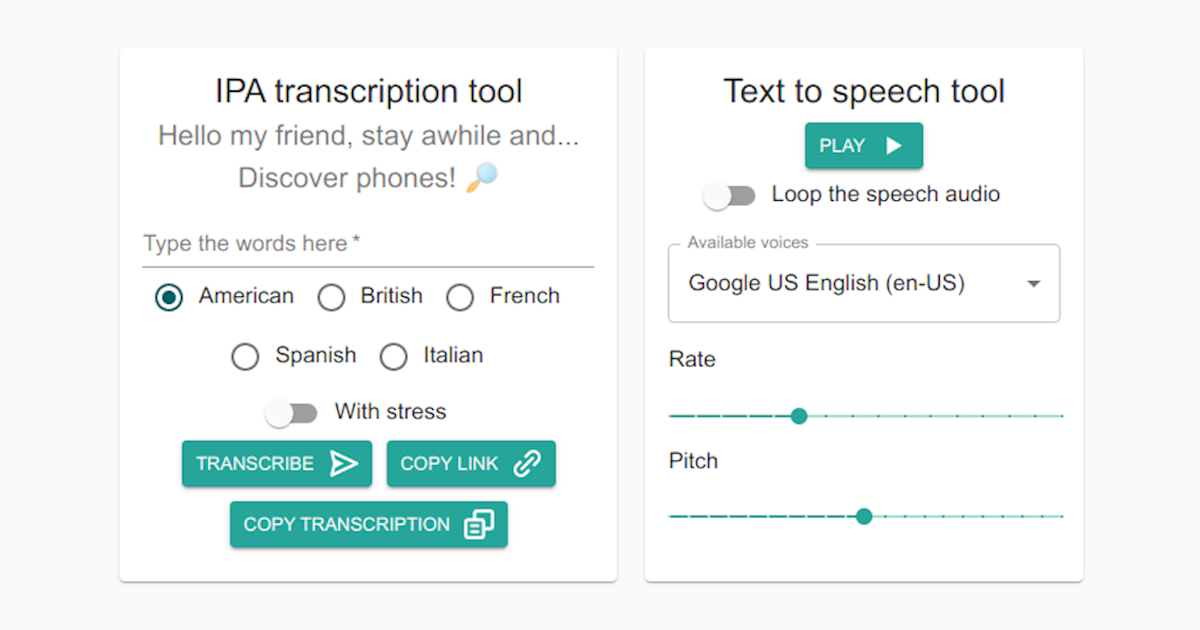 IPA transcription tool
Hello my friend, stay awhile and...
Discover phones! 🔎
Type the words here *
American British French
Spanish Italian
With stress
TRANSCRIBE COPY LINK
COPY TRANSCRIPTION
Text to speech tool
PLAY
Loop the speech audio
Available voices
Google US English (en-US)
Rate
Pitch